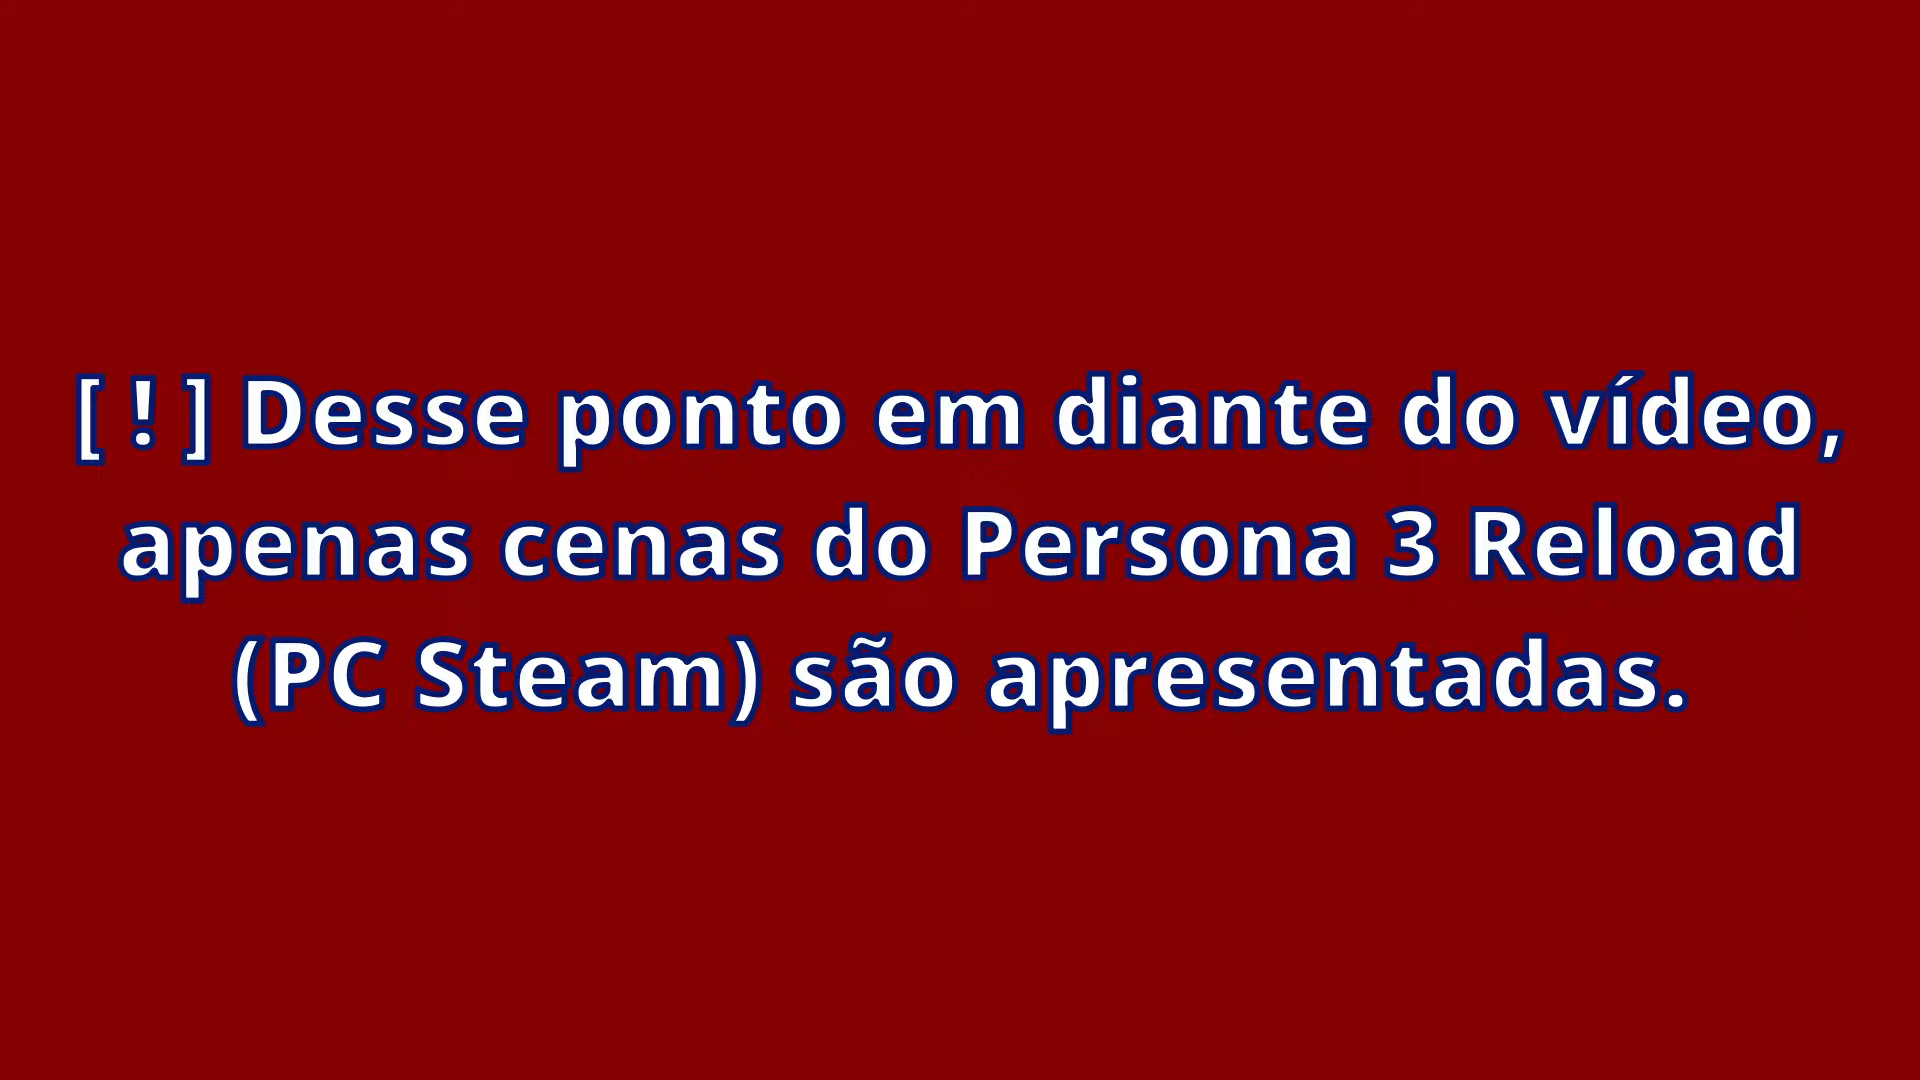 [ ! ] Desse ponto em diante do vídeo,
apenas cenas do Persona 3 Reload
(PC Steam) são apresentadas.